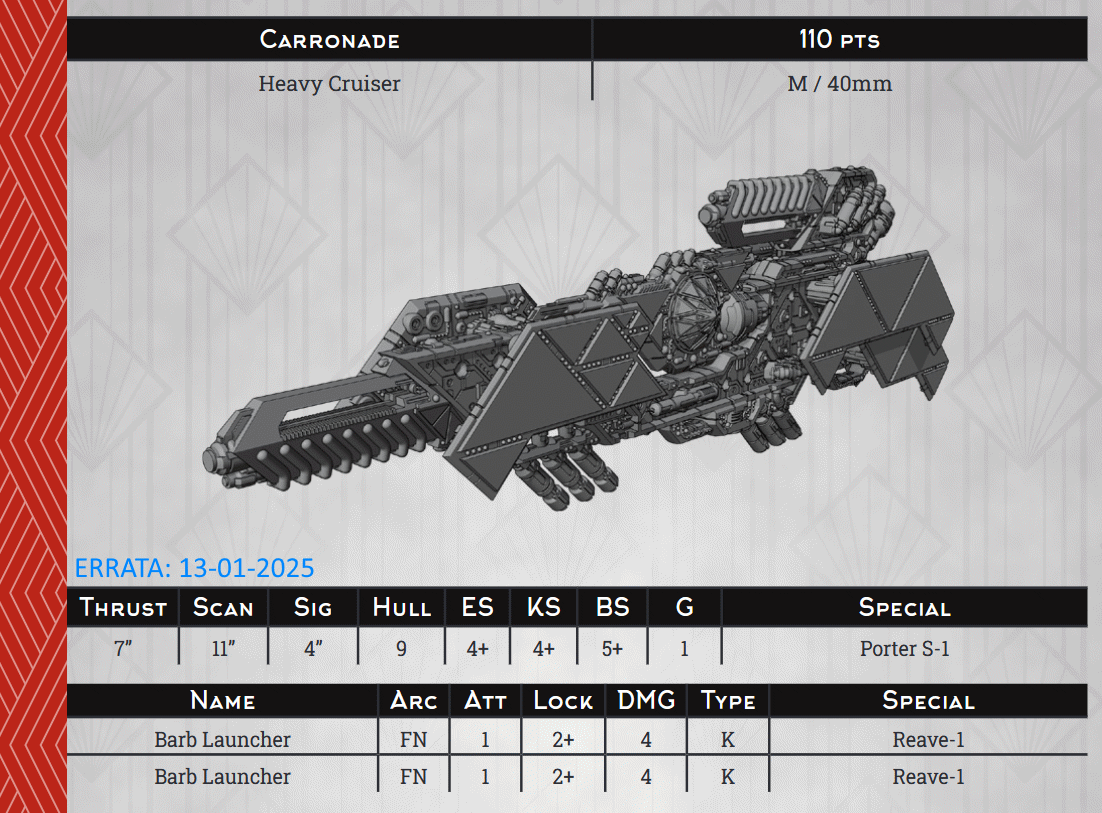 Carronade 110 pts
Heavy Cruiser M / 40mm
ERRATA: 13-01-2025
Thrust Scan Sig Hull ES KS BS G Special
7” 11” 4” 9 4+ 4+ 5+ 1 Porter S-1
Name Arc Att Lock DMG Type Special
Barb Launcher FN 1 2+ 4 K Reave-1
Barb Launcher FN 1 2+ 4 K Reave-1